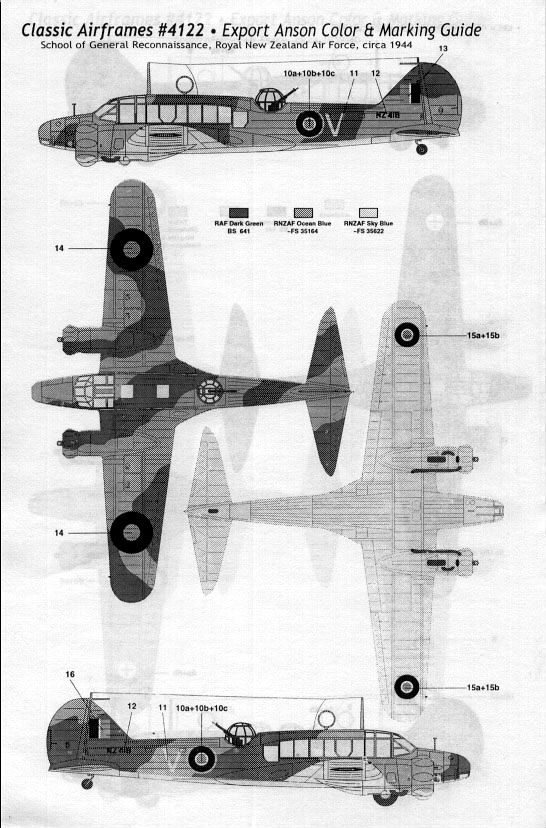 Classic Airframes #4122 • Export Anson Color & Marking Guide
School of General Reconnaissance, Royal New Zealand Air Force, circa 1944
13
10a+10b+10c 11 12
NZ 41B
V
14
RAF Dark Green RNZAF Ocean Blue RNZAF Sky Blue
BS 641 ~FS 35164 ~FS 35622
15a+15b
14
15a+15b
16
12 11 10a+10b+10c
NZ 41B
V